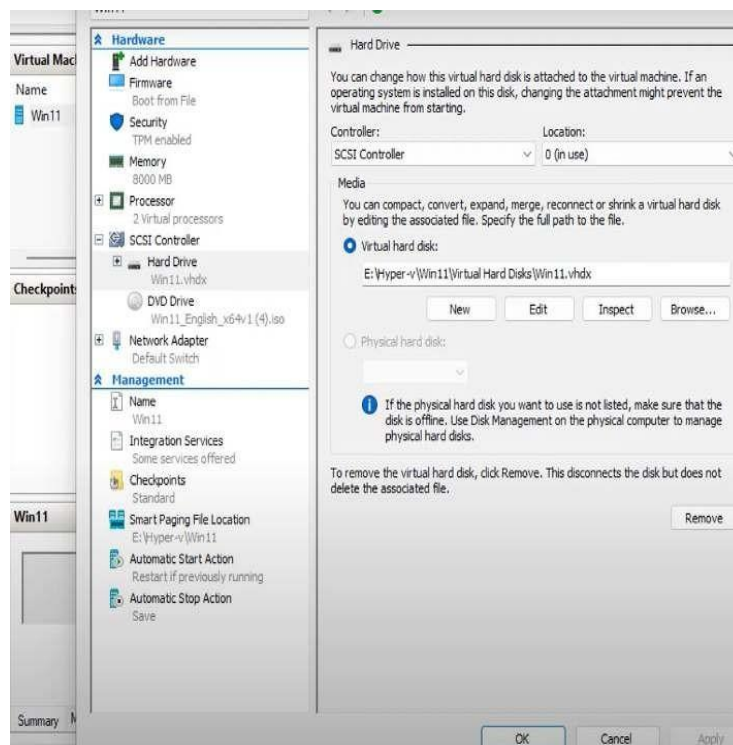 Win11
Virtual Mac
Name
Win11
Checkpoint
Win11
Summary
Hardware
Add Hardware
Firmware
Boot from File
Security
TPM enabled
Memory
8000 MB
Processor
2 Virtual processors
SCSI Controller
Hard Drive
Win11.vhdx
DVD Drive
Win11_English_x64v1 (4).iso
Network Adapter
Default Switch
Management
Name
Win11
Integration Services
Some services offered
Checkpoints
Standard
Smart Paging File Location
E:\Hyper-v\Win11
Automatic Start Action
Restart if previously running
Automatic Stop Action
Save
Hard Drive
You can change how this virtual hard disk is attached to the virtual machine. If an
operating system is installed on this disk, changing the attachment might prevent the
virtual machine from starting.
Controller:
Location:
SCSI Controller
0 (in use)
Media
You can compact, convert, expand, merge, reconnect or shrink a virtual hard disk
by editing the associated file. Specify the full path to the file.
Virtual hard disk:
E:\Hyper-v\Win11\Virtual Hard Disks\Win11.vhdx
New
Edit
Inspect
Browse...
Physical hard disk:
If the physical hard disk you want to use is not listed, make sure that the
disk is offline. Use Disk Management on the physical computer to manage
physical hard disks.
To remove the virtual hard disk, click Remove. This disconnects the disk but does not
delete the associated file.
Remove
OK
Cancel
Apply